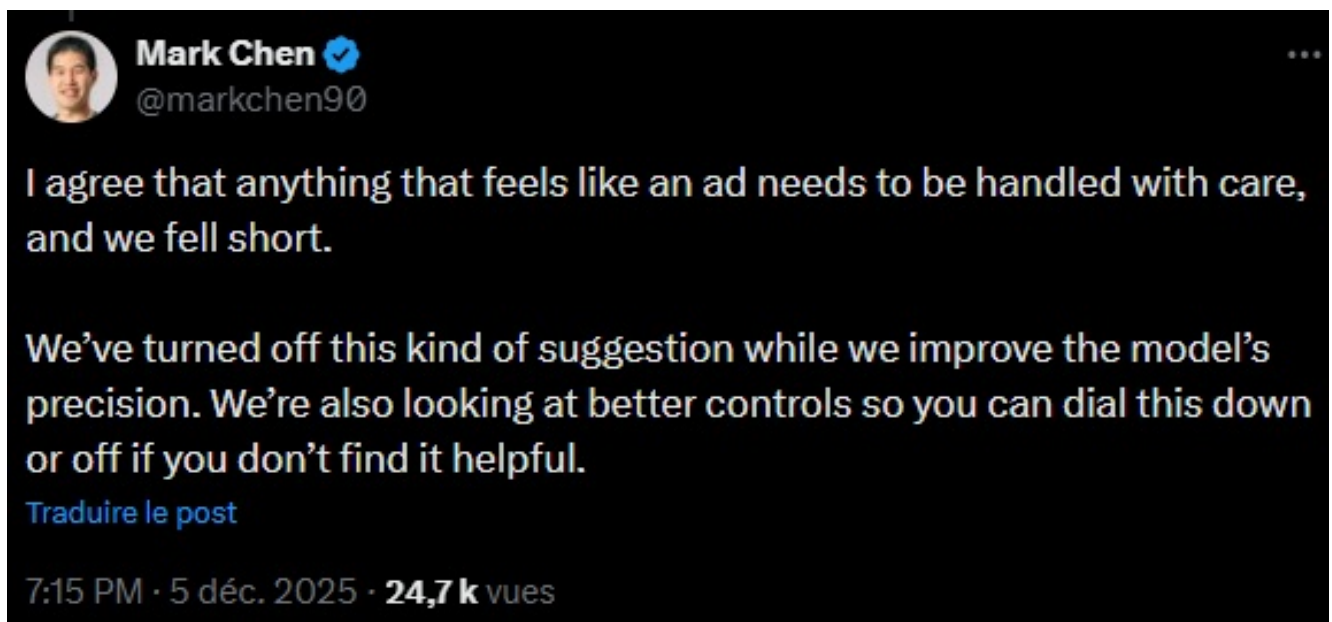 Mark Chen
@markchen90
I agree that anything that feels like an ad needs to be handled with care,
and we fell short.
We’ve turned off this kind of suggestion while we improve the model’s
precision. We’re also looking at better controls so you can dial this down
or off if you don’t find it helpful.
Traduire le post
7:15 PM · 5 déc. 2025 · 24,7 k vues